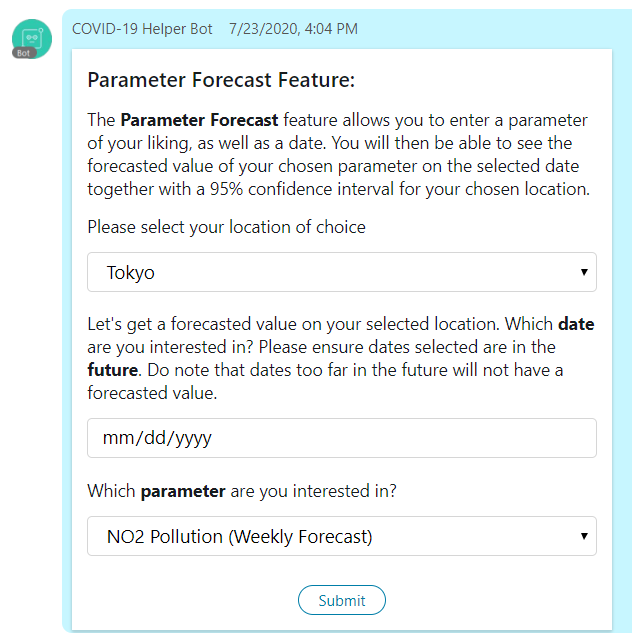 COVID-19 Helper Bot 7/23/2020, 4:04 PM
Bot
Parameter Forecast Feature:
The Parameter Forecast feature allows you to enter a parameter
of your liking, as well as a date. You will then be able to see the
forecasted value of your chosen parameter on the selected date
together with a 95% confidence interval for your chosen location.
Please select your location of choice
Tokyo
Let's get a forecasted value on your selected location. Which date
are you interested in? Please ensure dates selected are in the
future. Do note that dates too far in the future will not have a
forecasted value.
mm/dd/yyyy
Which parameter are you interested in?
NO2 Pollution (Weekly Forecast)
Submit